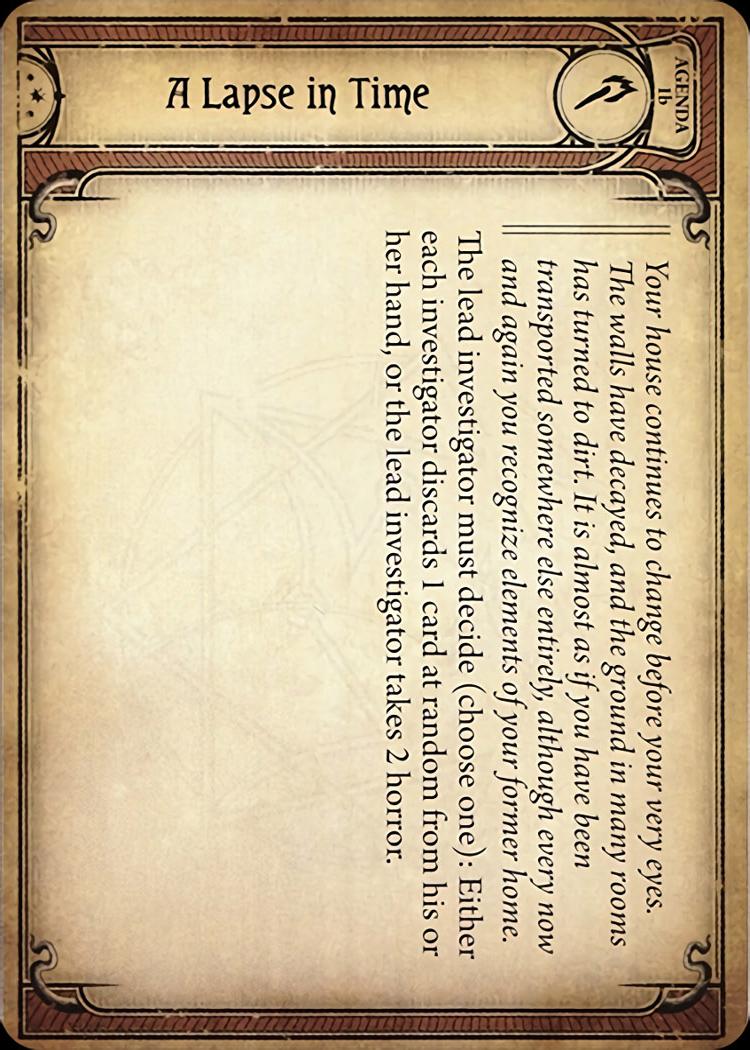 A Lapse in Time
AGENDA
1b
Your house continues to change before your very eyes.
The walls have decayed, and the ground in many rooms
has turned to dirt. It is almost as if you have been
transported somewhere else entirely, although every now
and again you recognize elements of your former home.
The lead investigator must decide (choose one): Either
each investigator discards 1 card at random from his or
her hand, or the lead investigator takes 2 horror.